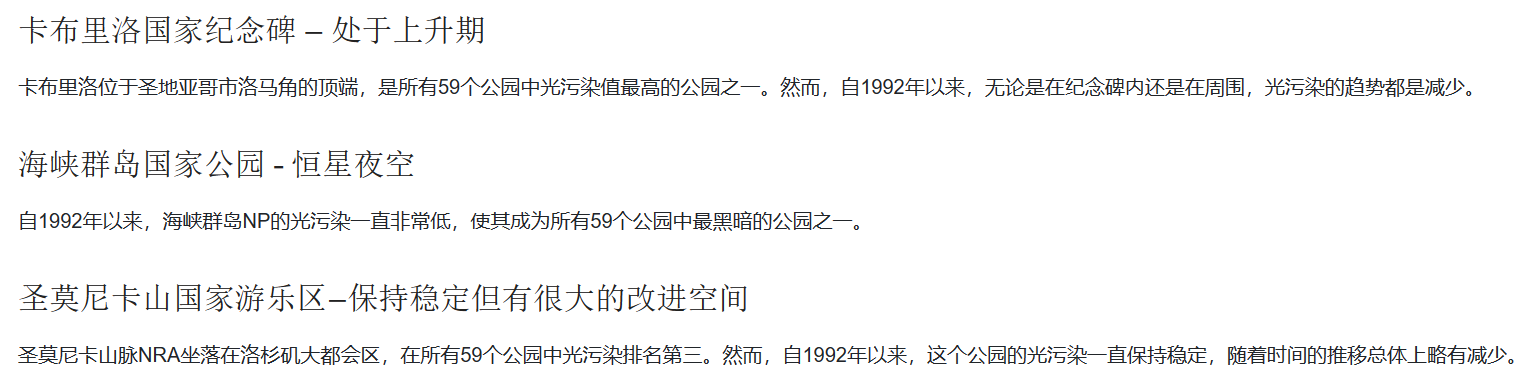 卡布里洛国家纪念碑 – 处于上升期
卡布里洛位于圣地亚哥市洛马角的顶端，是所有59个公园中光污染值最高的公园之一。然而，自1992年以来，无论是在纪念碑内还是在周围，光污染的趋势都是减少。
海峡群岛国家公园 - 恒星夜空
自1992年以来，海峡群岛NP的光污染一直非常低，使其成为所有59个公园中最黑暗的公园之一。
圣莫尼卡山国家游乐区–保持稳定但有很大的改进空间
圣莫尼卡山脉NRA坐落在洛杉矶大都会区，在所有59个公园中光污染排名第三。然而，自1992年以来，这个公园的光污染一直保持稳定，随着时间的推移总体上略有减少。